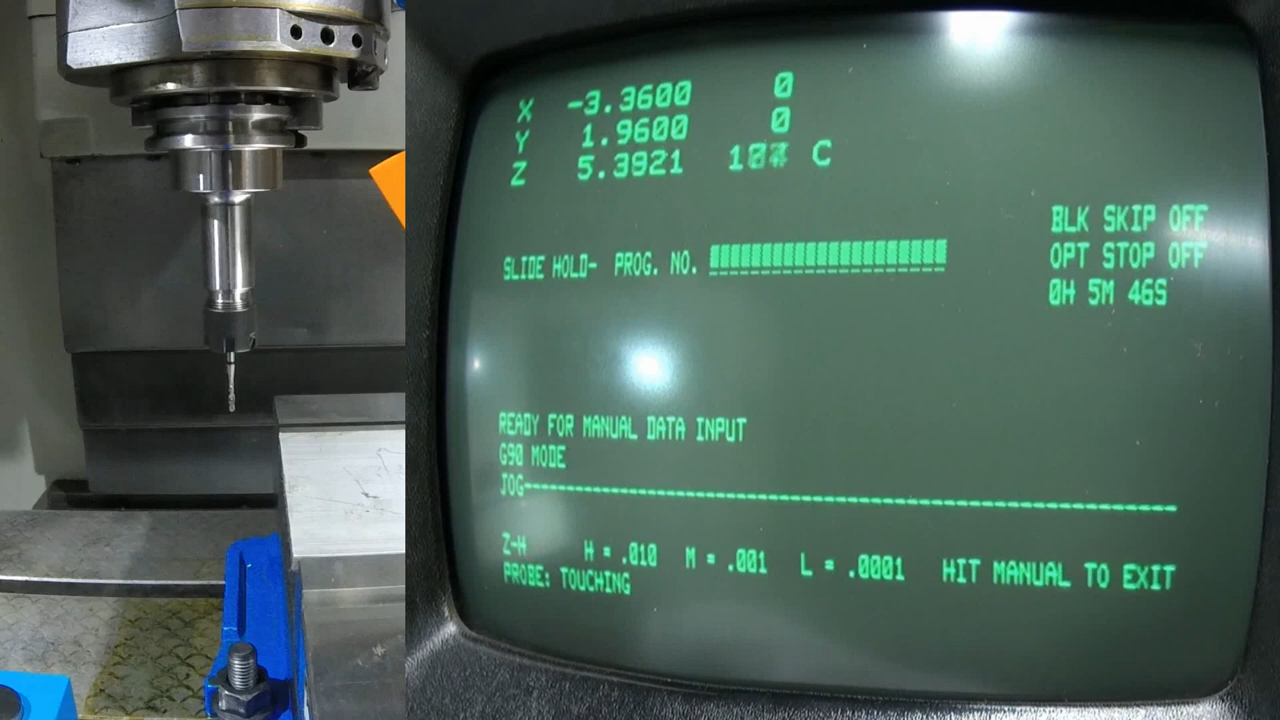 X -3.3600 0
Y 1.9600 0
Z 5.3921 C
BLK SKIP OFF
SLIDE HOLD- PROG. NO.
OPT STOP OFF
0H 5M 46S
READY FOR MANUAL DATA INPUT
G90 MODE
JOG--------------------------------------------------------------
Z-H H = .010 M = .001 L = .0001 HIT MANUAL TO EXIT
PROBE: TOUCHING